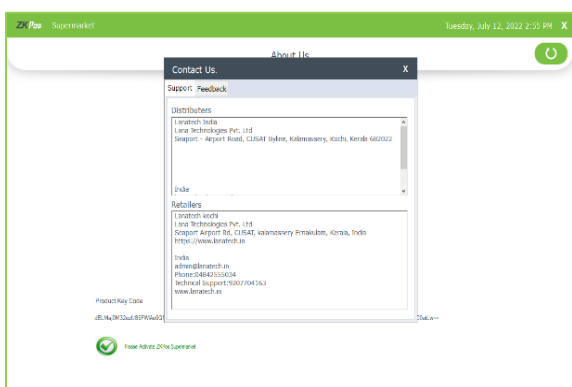 ZKPos Supermarket
Tuesday, July 12, 2022 2:55 PM X
About Us
Contact Us. X
Support Feedback
Distributers
Lanatech India
Lana Technologies Pvt. Ltd
Seaport - Airport Road, CUSAT Byline, Kalamassery, Kochi, Kerala 682022
India
Retailers
Lanatech kochi
Lana Technologies Pvt. Ltd
Seaport Airport Rd, CUSAT, kalamassery Ernakulam, Kerala, India
https://www.lanatech.in
India
admin@lanatech.in
Phone:04842555034
Technical Support:9207704163
www.lanatech.in
Product Key Code
Please Activate ZKPos Supermarket